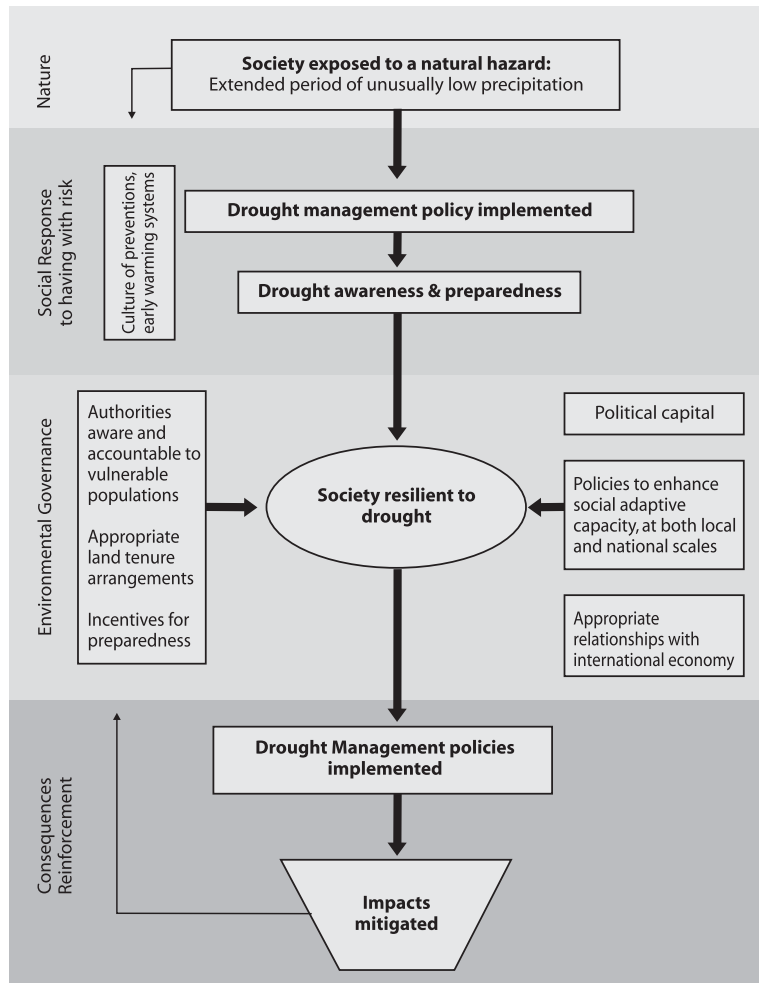 Nature
Society exposed to a natural hazard:
Extended period of unusually low precipitation
Social Response
to having with risk
Culture of preventions,
early warming systems
Drought management policy implemented
Drought awareness & preparedness
Environmental Governance
Authorities
aware and
accountable to
vulnerable
populations
Appropriate
land tenure
arrangements
Incentives for
preparedness
Society resilient to
drought
Political capital
Policies to enhance
social adaptive
capacity, at both local
and national scales
Appropriate
relationships with
international economy
Consequences
Reinforcement
Drought Management policies
implemented
Impacts
mitigated